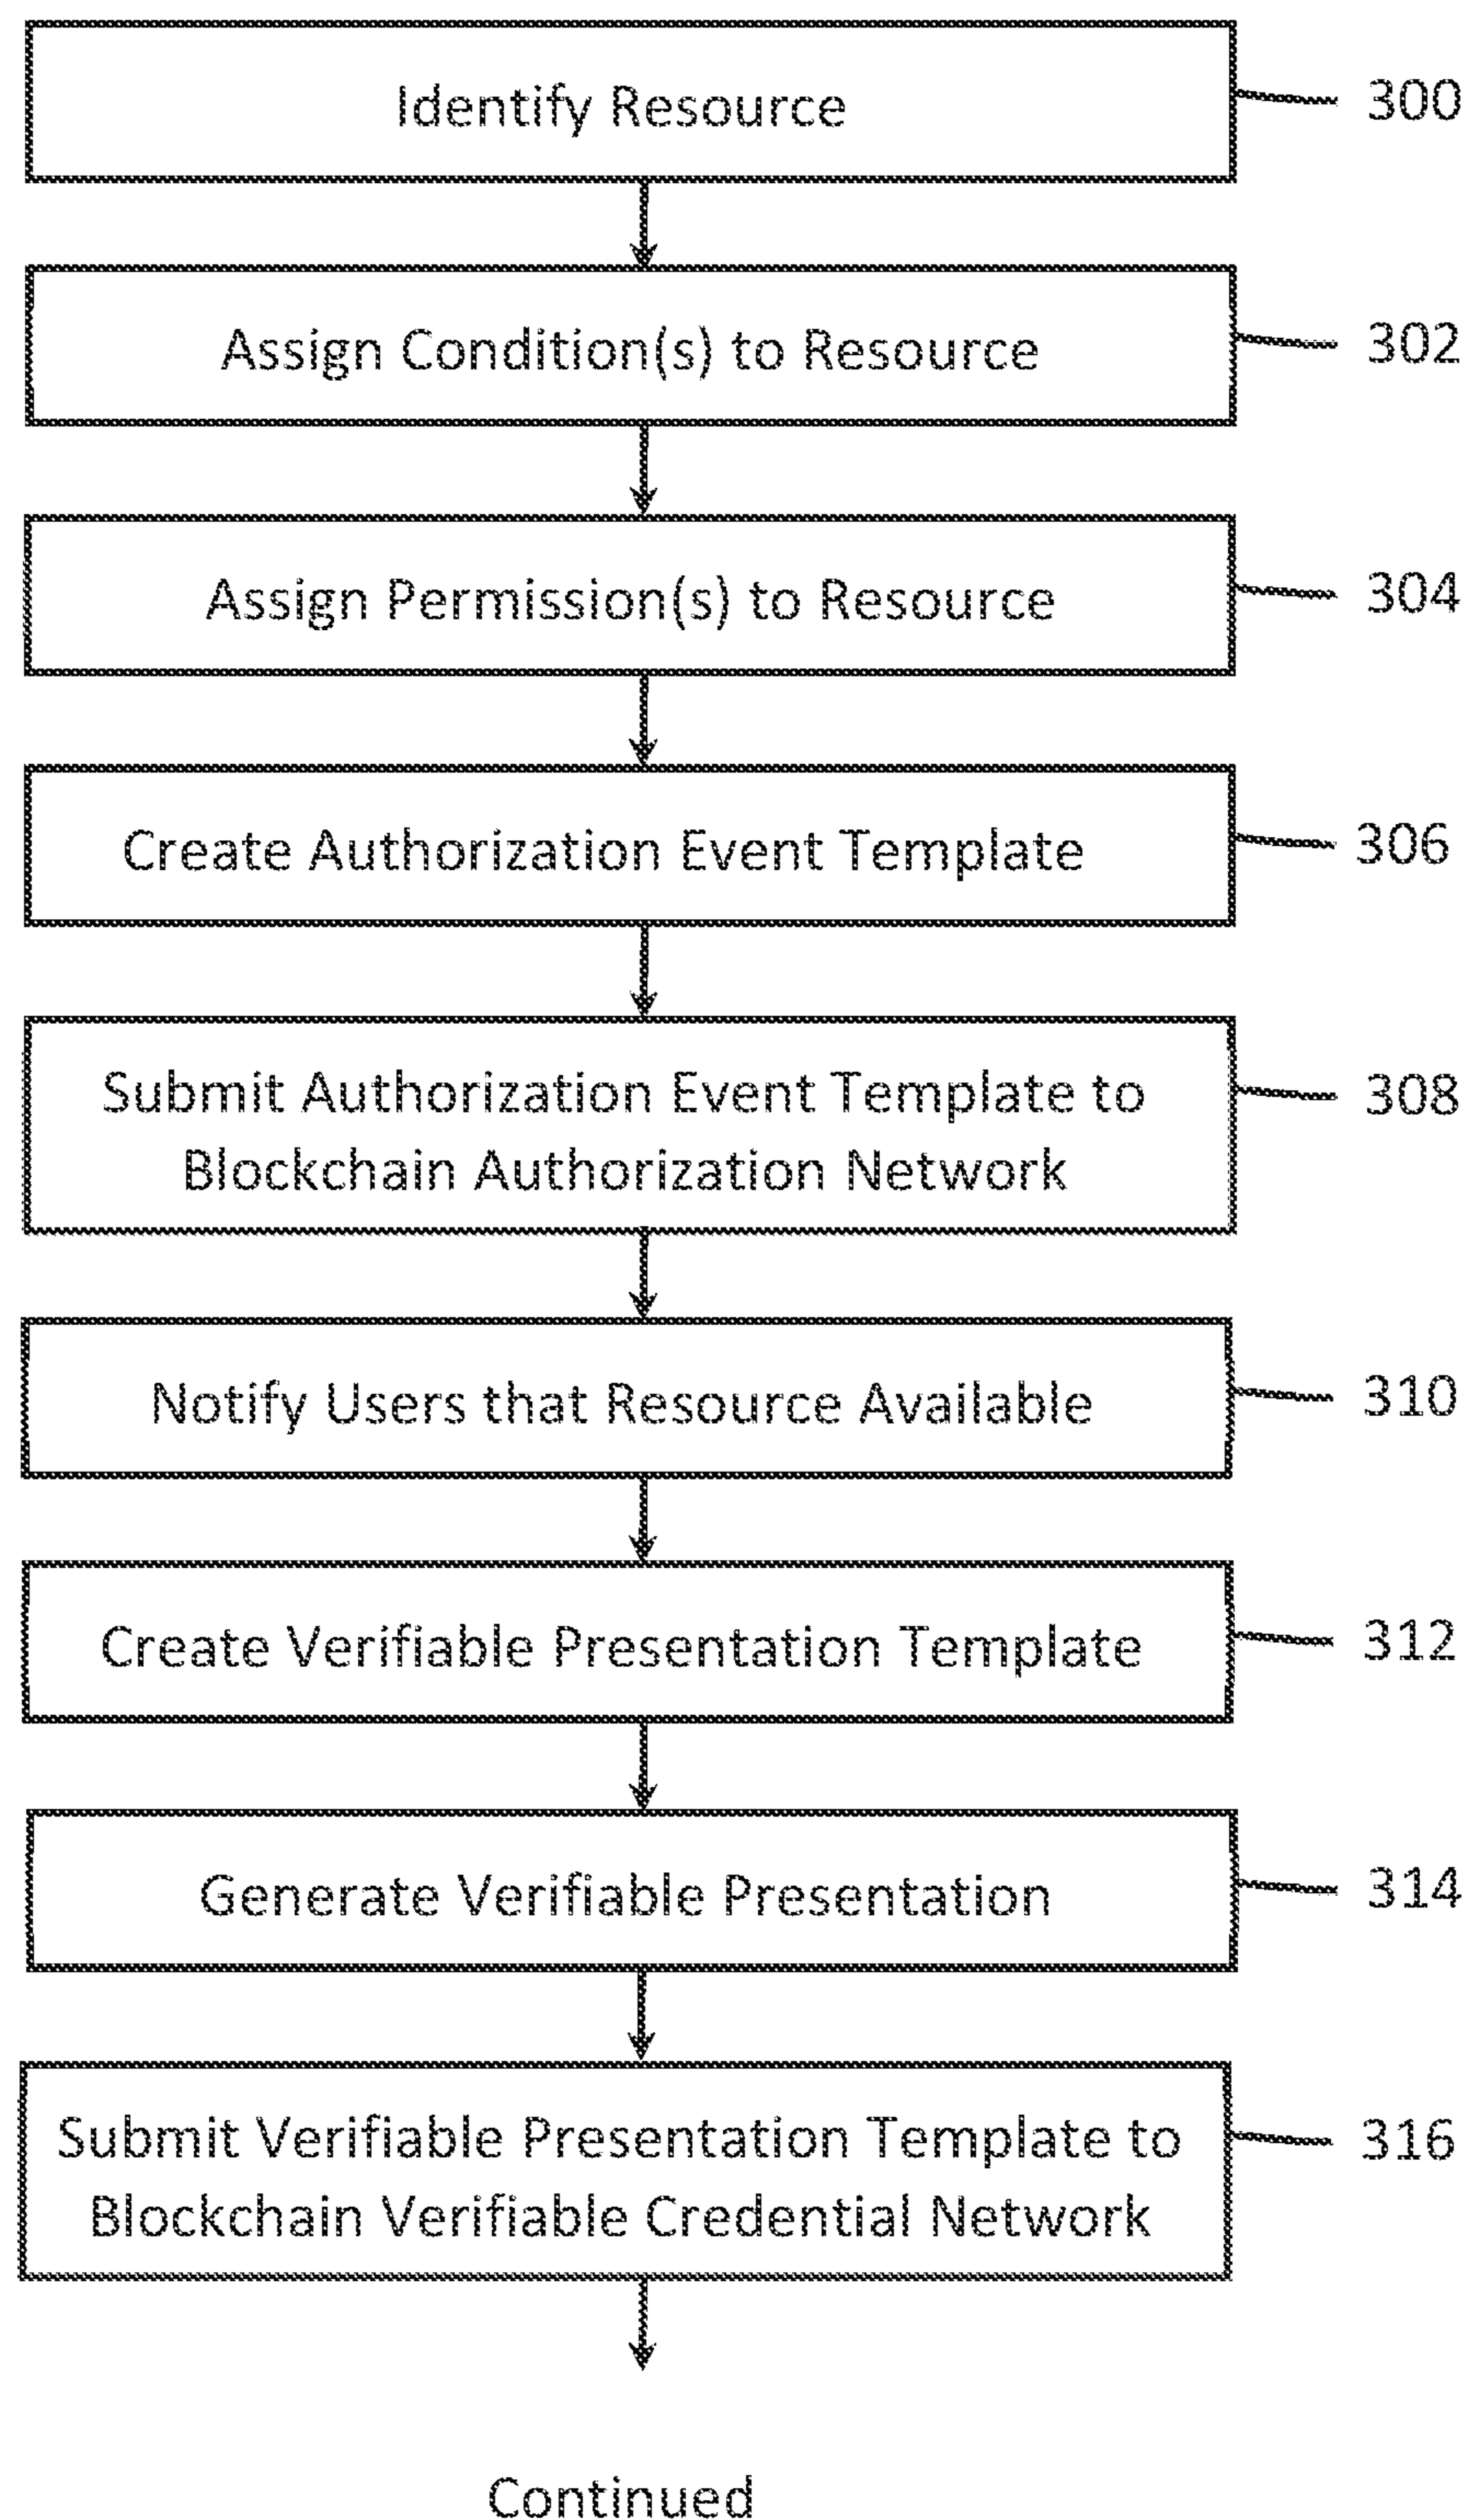 Identify Resource
300
Assign Condition(s) to Resource
302
Assign Permission(s) to Resource
304
Create Authorization Event Template
306
Submit Authorization Event Template to
Blockchain Authorization Network
308
Notify Users that Resource Available
310
Create Verifiable Presentation Template
312
Generate Verifiable Presentation
314
Submit Verifiable Presentation Template to
Blockchain Verifiable Credential Network
316
Continued